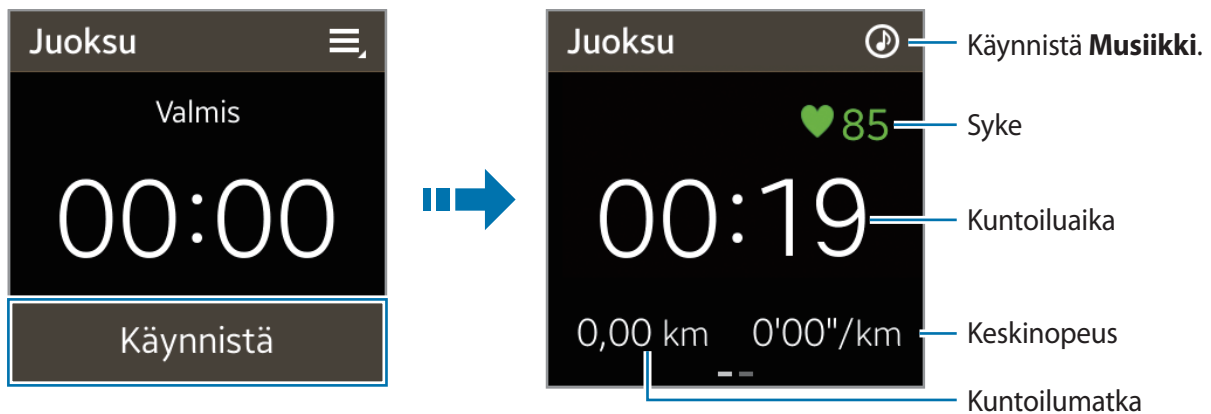 Juoksu
Valmis
00:00
Käynnistä
Juoksu
Käynnistä Musiikki.
85
Syke
00:19
Kuntoiluaika
0,00 km 0'00"/km
Keskinopeus
Kuntoilumatka